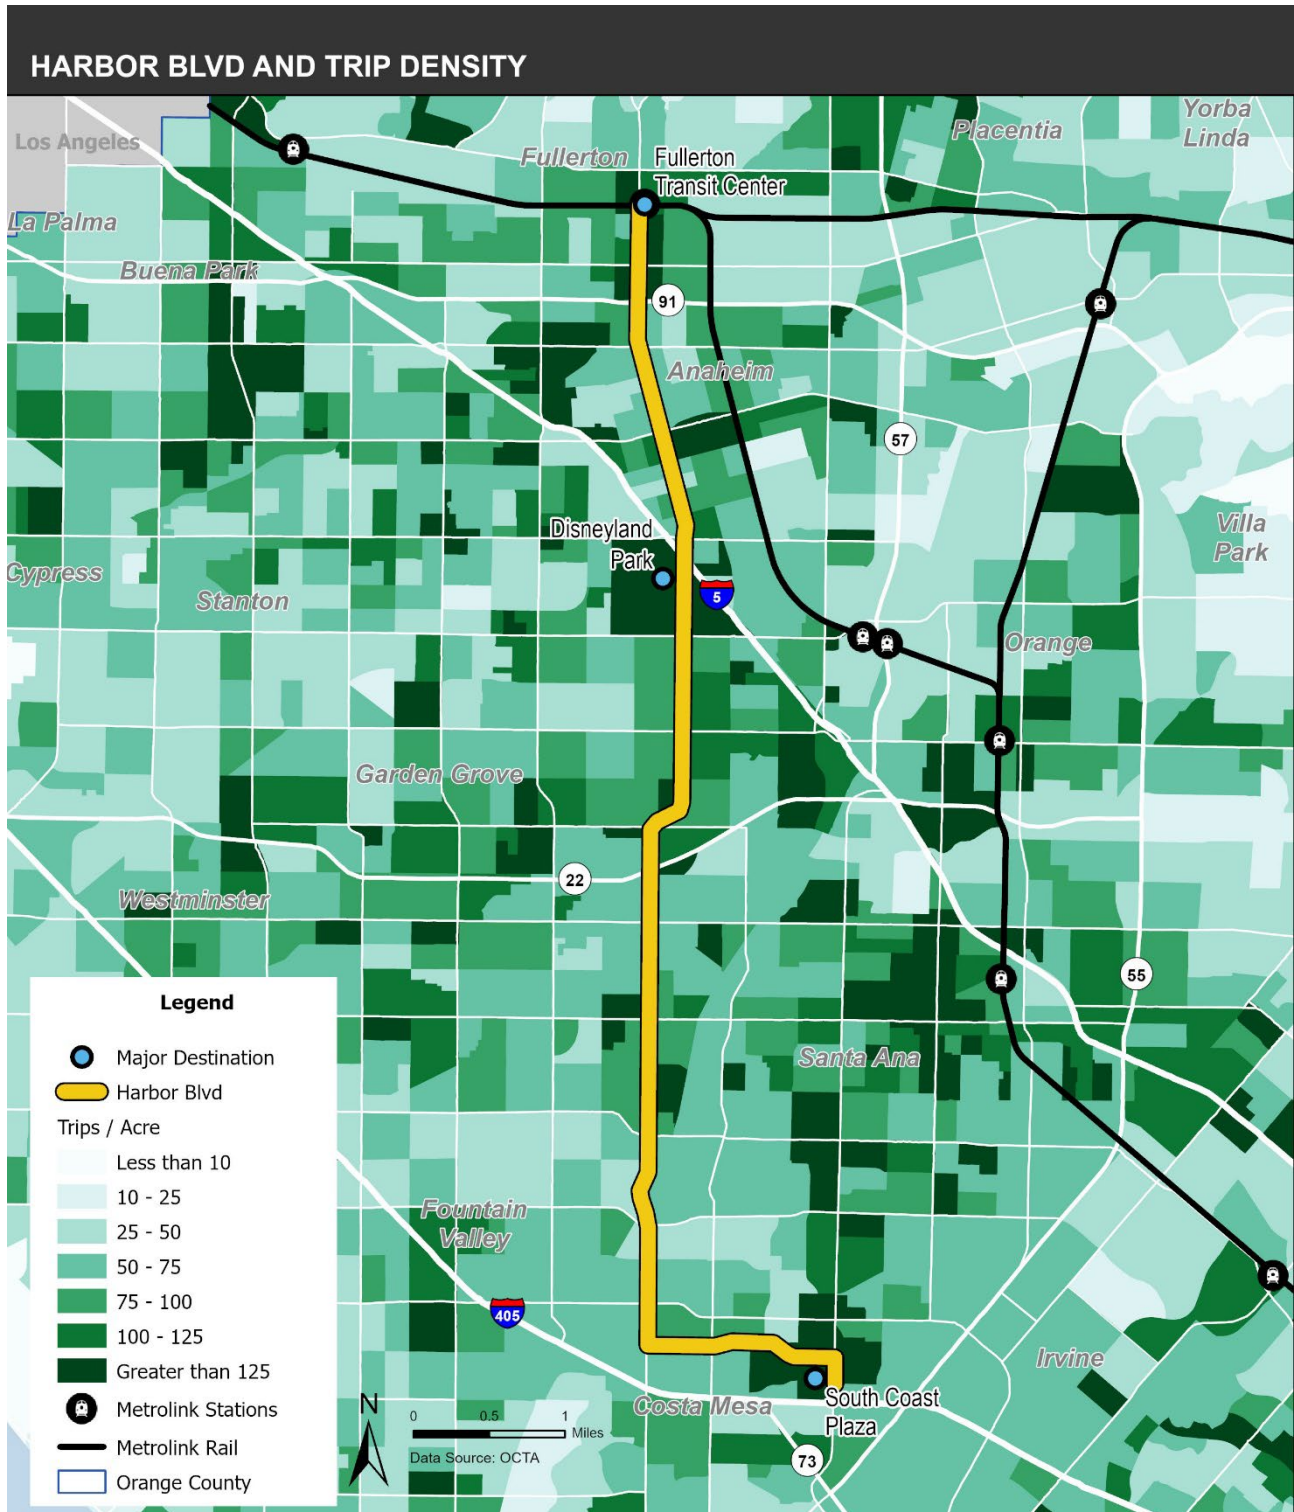 HARBOR BLVD AND TRIP DENSITY
Los Angeles
Yorba
Linda
Placentia
Fullerton
Fullerton
Transit Center
La Palma
Buena Park
91
Anaheim
57
Disneyland
Park
Villa
Park
Cypress
Stanton
5
Orange
Garden Grove
22
Westminster
55
Santa Ana
Fountain
Valley
405
Irvine
Costa Mesa
South Coast
Plaza
73
Legend
Major Destination
Harbor Blvd
Trips / Acre
Less than 10
10 - 25
25 - 50
50 - 75
75 - 100
100 - 125
Greater than 125
Metrolink Stations
Metrolink Rail
Orange County
N
0 0.5 1
Miles
Data Source: OCTA